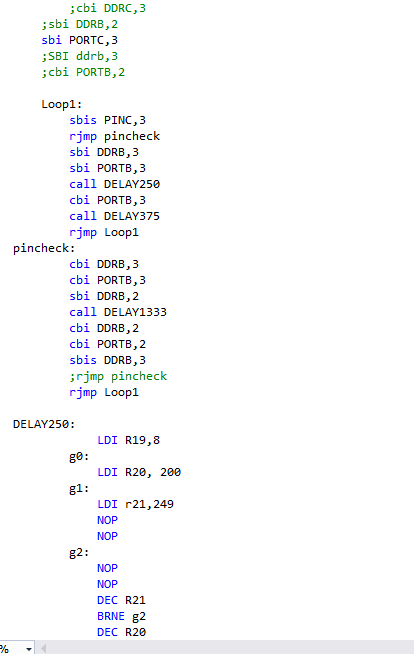 ;cbi DDRC,3
;sbi DDRB,2
sbi PORTC,3
;SBI ddrb,3
;cbi PORTB,2
Loop1:
sbis PINC,3
rjmp pincheck
sbi DDRB,3
sbi PORTB,3
call DELAY250
cbi PORTB,3
call DELAY375
rjmp Loop1
pincheck:
cbi DDRB,3
cbi PORTB,3
sbi DDRB,2
call DELAY1333
cbi DDRB,2
cbi PORTB,2
sbis DDRB,3
;rjmp pincheck
rjmp Loop1
DELAY250:
LDI R19,8
g0:
LDI R20, 200
g1:
LDI r21,249
NOP
NOP
g2:
NOP
NOP
DEC R21
BRNE g2
DEC R20
%